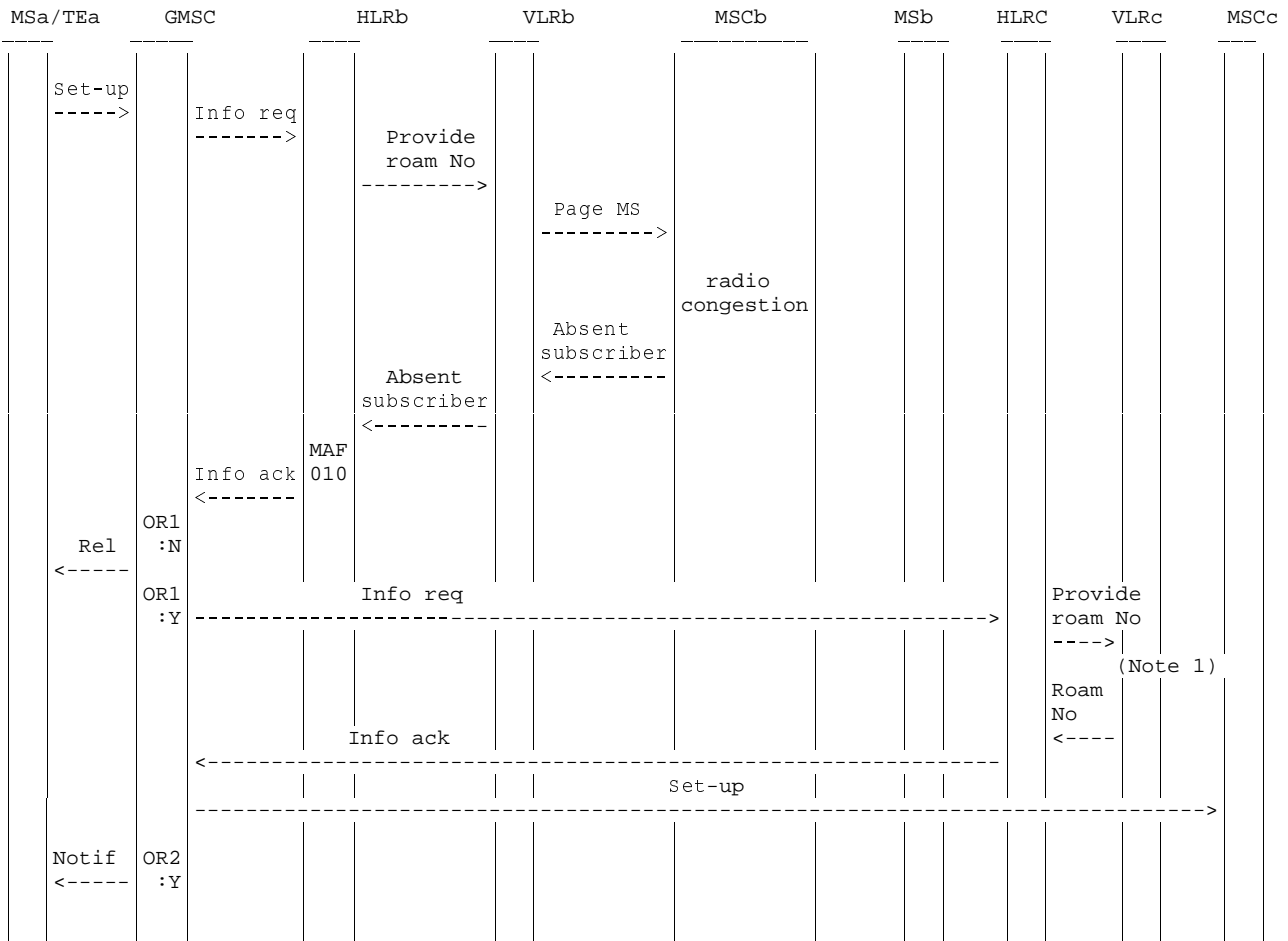 MSa/TEa GMSC HLRb VLRb MSCb MSb HLRC VLRc MSCc
Set-up
----->
Info req
------->
Provide
roam No
--------->
Page MS
--------->
radio
congestion
Absent
subscriber
<---------
Absent
subscriber
<---------
MAF
Info ack 010
<-------
OR1
Rel :N
<-----
OR1 Info req Provide
:Y --------------------------------------------------------------> roam No
---->
(Note 1)
Roam
No
Info ack <----
<--------------------------------------------------------------
Set-up
------------------------------------------------------------------------------->
Notif OR2
<----- :Y